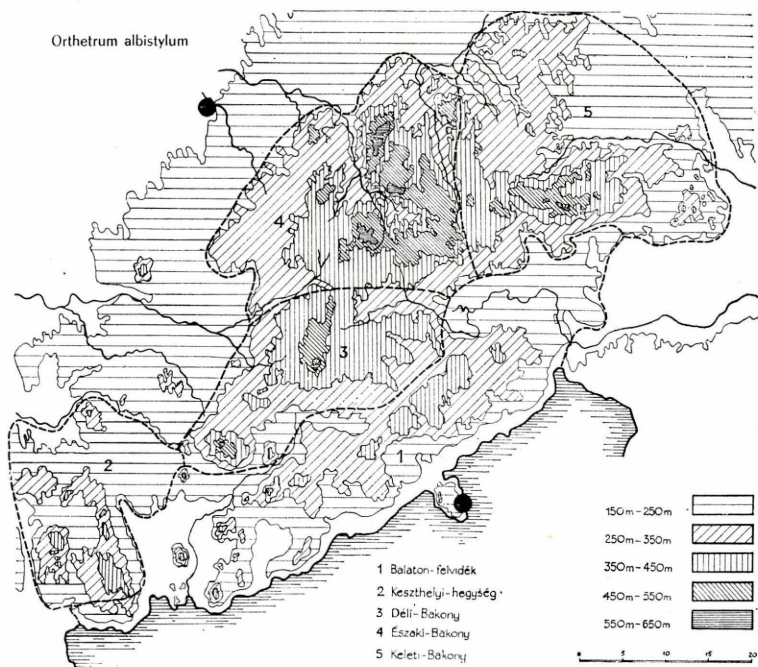 Orthetrum albistylum
5
4
3
2
1
150m-250m
250m-350m
350m-450m
450m-550m
550m-650m
1 Balaton-felvidék
2 Keszthelyi-hegység
3 Déli-Bakony
4 Északi-Bakony
5 Keleti-Bakony
0 5 10 15 20